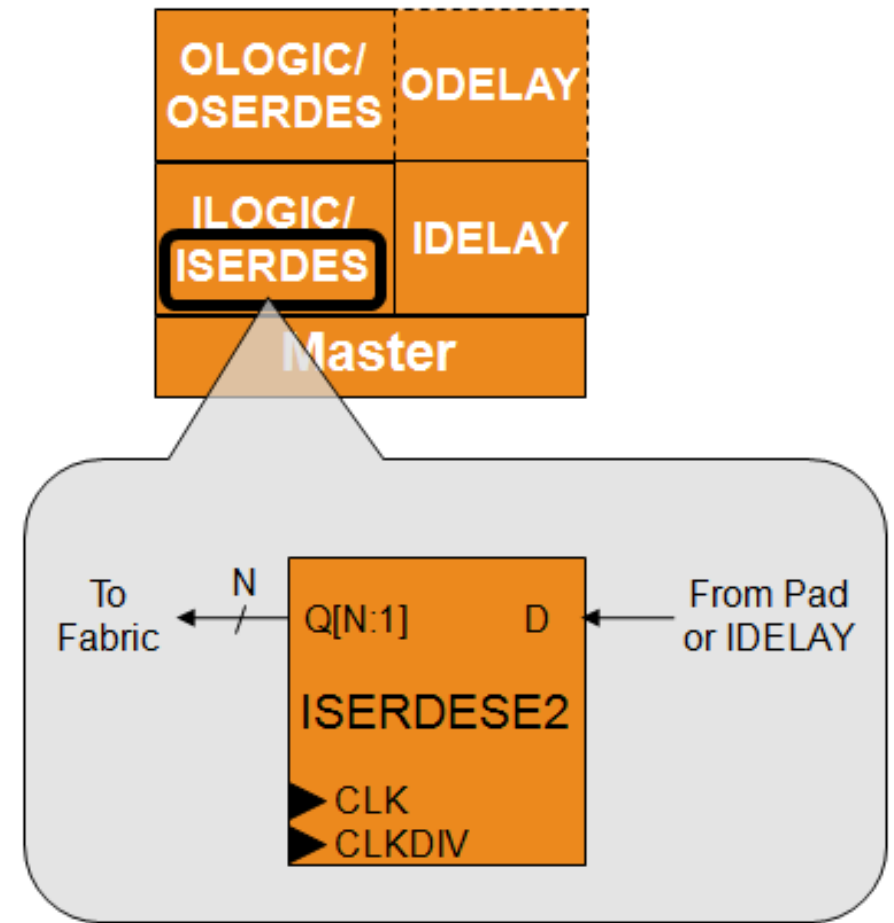 OLOGIC/
OSERDES
ODELAY
ILOGIC/
ISERDES
IDELAY
Master
To
Fabric
N
Q[N:1]
D
From Pad
or IDELAY
ISERDESE2
CLK
CLKDIV